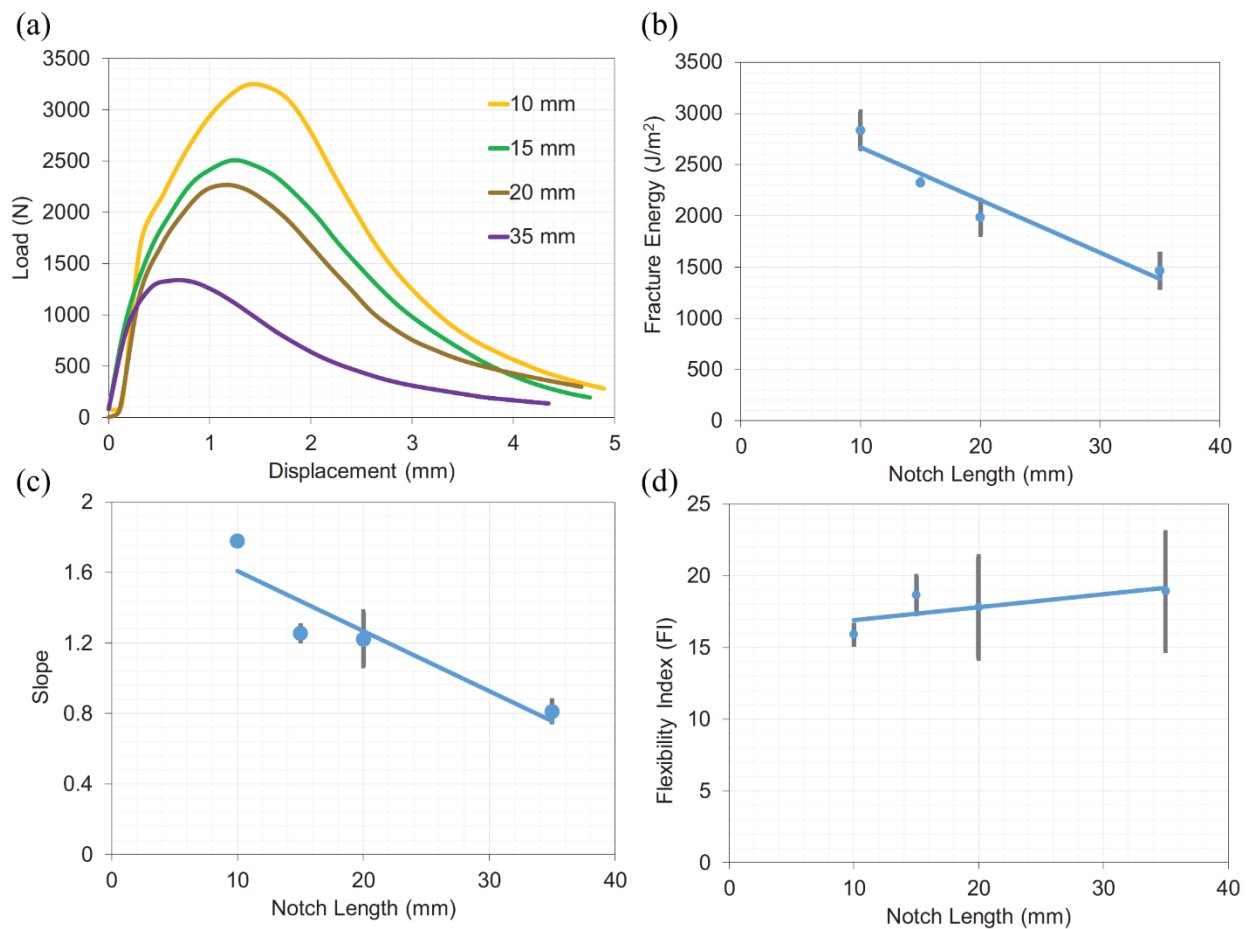 (a)
Load (N)
3500
3000
2500
2000
1500
1000
500
0
0 1 2 3 4 5
Displacement (mm)
10 mm
15 mm
20 mm
35 mm
(b)
Fracture Energy (J/m²)
3500
3000
2500
2000
1500
1000
500
0
0 10 20 30 40
Notch Length (mm)
(c)
Slope
2
1.6
1.2
0.8
0.4
0
0 10 20 30 40
Notch Length (mm)
(d)
Flexibility Index (FI)
25
20
15
10
5
0
0 10 20 30 40
Notch Length (mm)